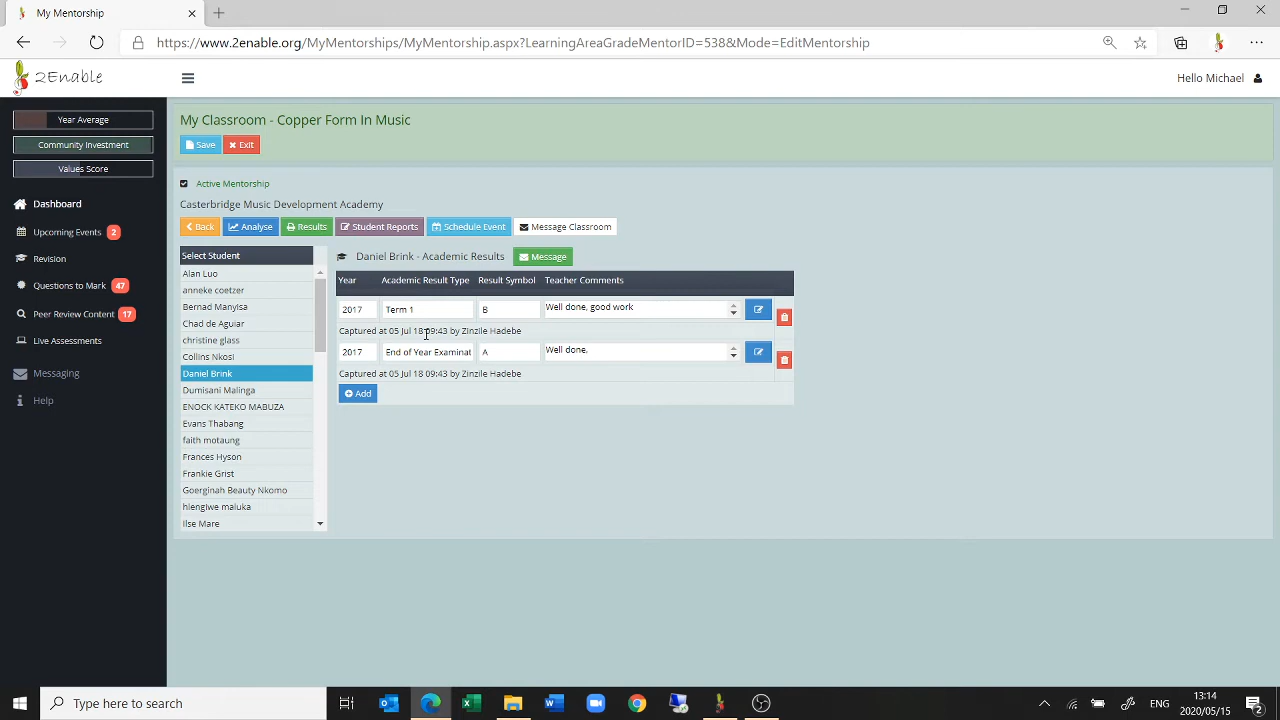 My Mentorship
https://www.2enable.org/MyMentorships/MyMentorship.aspx?LearningAreaGradeMentorID=538&Mode=EditMentorship
2Enable
Hello Michael
Year Average
Community Investment
Values Score
Dashboard
Upcoming Events 2
Revision
Questions to Mark 47
Peer Review Content 17
Live Assessments
Messaging
Help
My Classroom - Copper Form In Music
Save Exit
Active Mentorship
Casterbridge Music Development Academy
Back Analyse Results Student Reports Schedule Event Message Classroom
Select Student
Alan Luo
anneke coetzer
Bernad Manyisa
Chad de Aguiar
christine glass
Collins Nkosi
Daniel Brink
Dumisani Malinga
ENOCK KATEKO MABUZA
Evans Thabang
faith motaung
Frances Hyson
Frankie Grist
Goerginah Beauty Nkomo
hlengiwe maluka
Ilse Mare
Daniel Brink - Academic Results Message
Year Academic Result Type Result Symbol Teacher Comments
2017 Term 1 B Well done, good work
Captured at 05 Jul 18 09:43 by Zinzile Hadebe
2017 End of Year Examinat A Well done.
Captured at 05 Jul 18 09:43 by Zinzile Hadebe
Add
Type here to search
ENG
13:14
2020/05/15
2